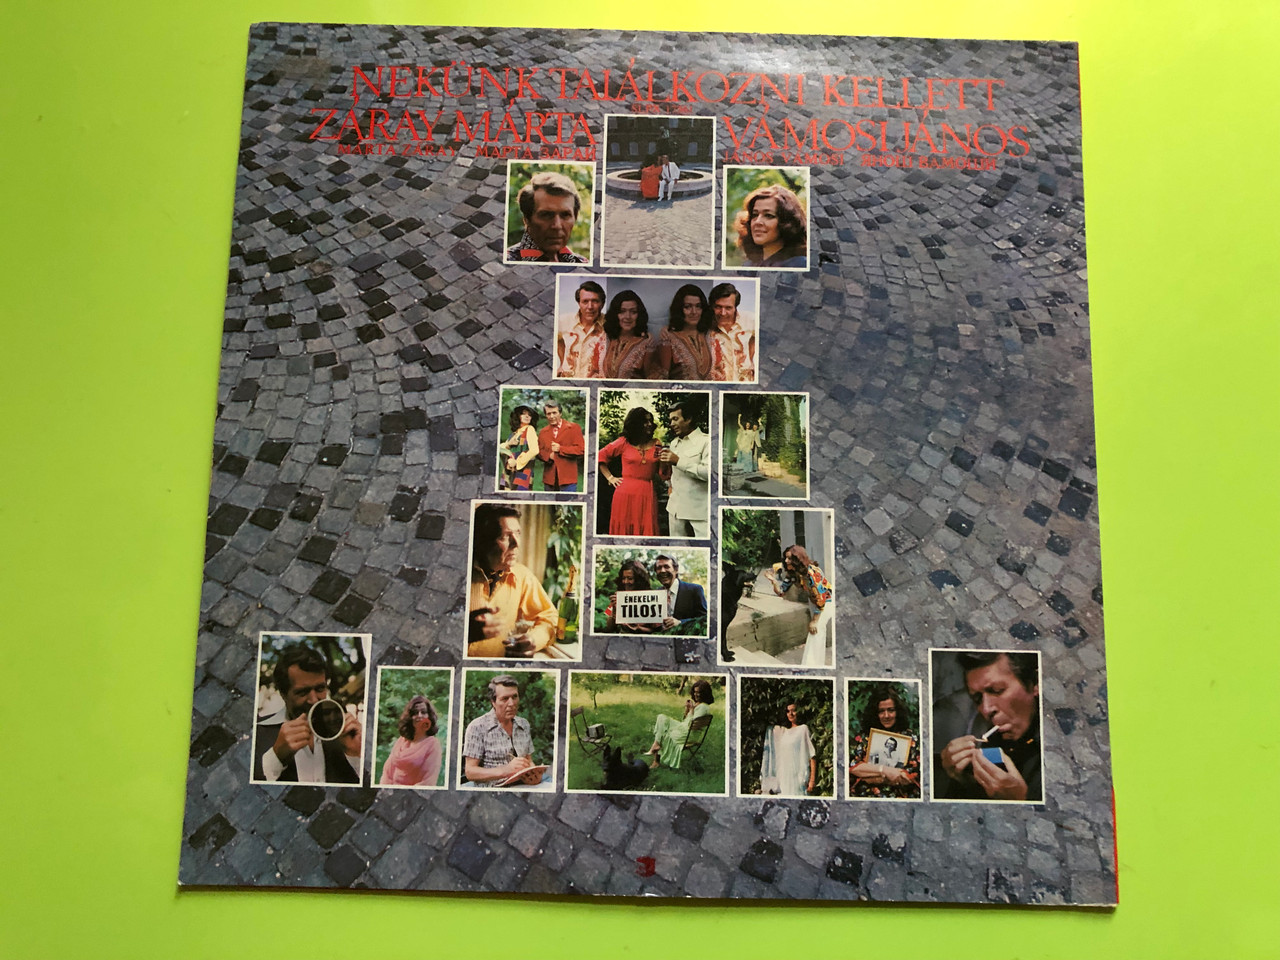 NEKÜNK TALÁLKOZNI KELLETT
ZÁRAY MÁRTA VÁMOSI JÁNOS
MÁRTA ZÁRAY JÁNOS VÁMOSI
ÉNEKELNI
TILOS!